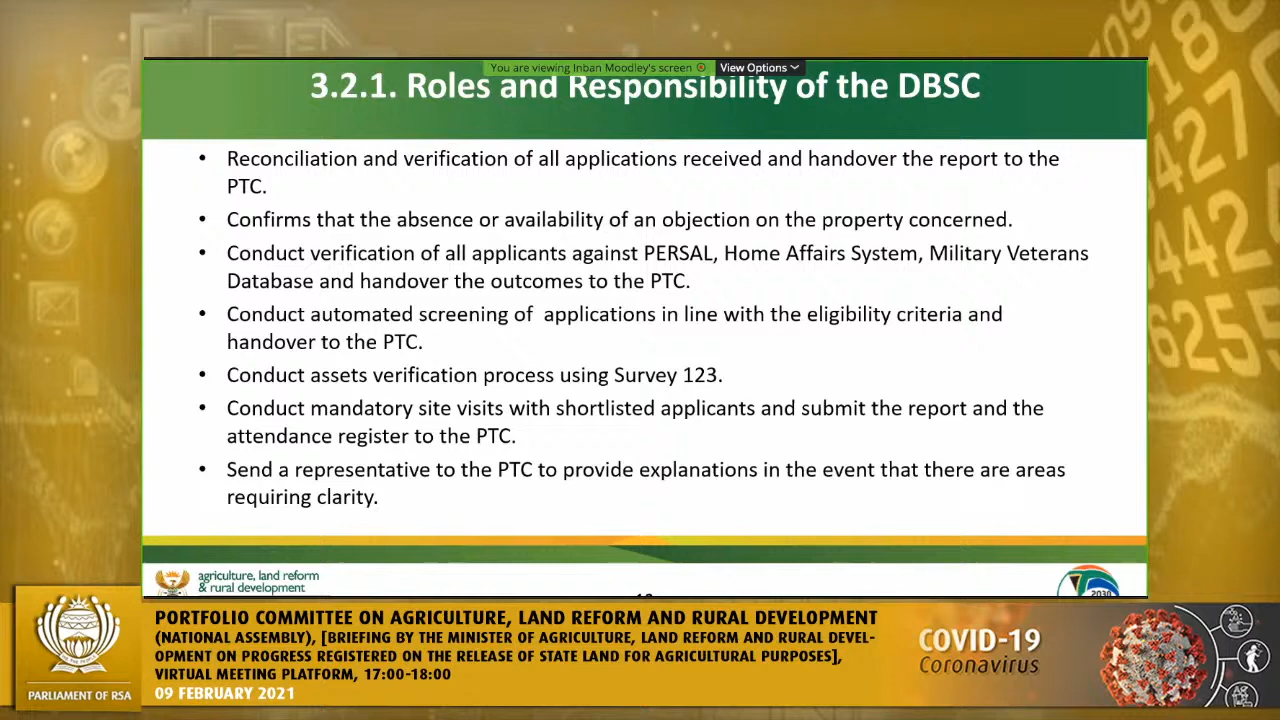 You are viewing Inban Moodley's screen
View Options
3.2.1. Roles and Responsibility of the DBSC
• Reconciliation and verification of all applications received and handover the report to the
PTC.
• Confirms that the absence or availability of an objection on the property concerned.
• Conduct verification of all applicants against PERSAL, Home Affairs System, Military Veterans
Database and handover the outcomes to the PTC.
• Conduct automated screening of applications in line with the eligibility criteria and
handover to the PTC.
• Conduct assets verification process using Survey 123.
• Conduct mandatory site visits with shortlisted applicants and submit the report and the
attendance register to the PTC.
• Send a representative to the PTC to provide explanations in the event that there are areas
requiring clarity.
agriculture, land reform
& rural development
2030
PARLIAMENT OF RSA
PORTFOLIO COMMITTEE ON AGRICULTURE, LAND REFORM AND RURAL DEVELOPMENT
(NATIONAL ASSEMBLY), [BRIEFING BY THE MINISTER OF AGRICULTURE, LAND REFORM AND RURAL DEVEL-
OPMENT ON PROGRESS REGISTERED ON THE RELEASE OF STATE LAND FOR AGRICULTURAL PURPOSES],
VIRTUAL MEETING PLATFORM, 17:00-18:00
09 FEBRUARY 2021
COVID-19
Coronavirus